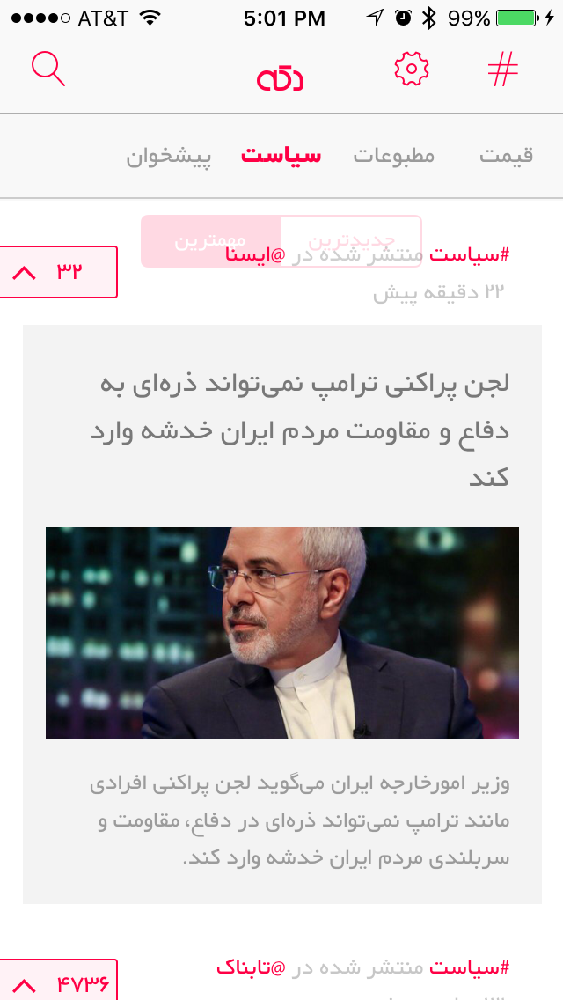 AT&T 5:01 PM 99%
دکه #
قیمت مطبوعات سیاست پیشخوان
جدیدترین مهمترین
#سیاست منتشر شده در @ایسنا
۳۲
۲۲ دقیقه پیش
لجن پراکنی ترامپ نمی‌تواند ذره‌ای به
دفاع و مقاومت مردم ایران خدشه وارد
کند
وزیر امورخارجه ایران می‌گوید لجن پراکنی افرادی
مانند ترامپ نمی‌تواند ذره‌ای در دفاع، مقاومت و
سربلندی مردم ایران خدشه وارد کند.
#سیاست منتشر شده در @تابناک
۴۷۳۶